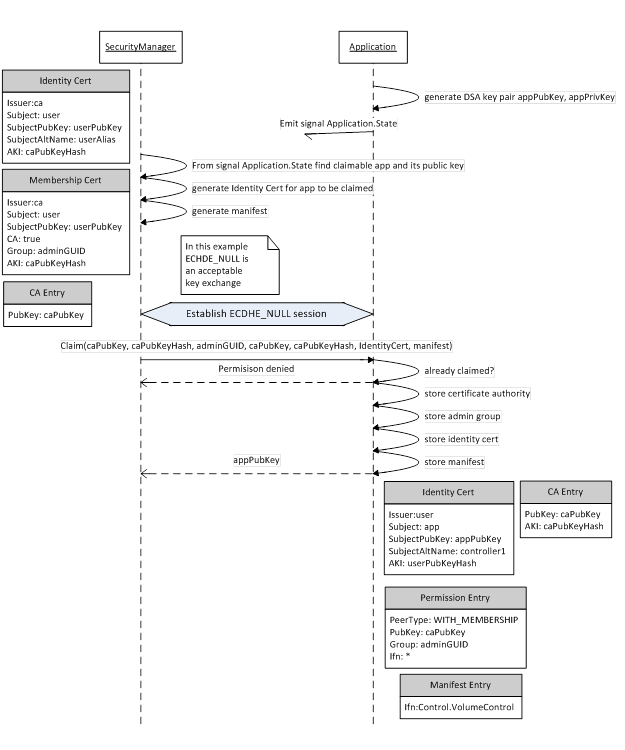 SecurityManager
Application
Identity Cert
Issuer:ca
Subject: user
SubjectPubKey: userPubKey
SubjectAltName: userAlias
AKI: caPubKeyHash
generate DSA key pair appPubKey, appPrivKey
Emit signal Application.State
From signal Application.State find claimable app and its public key
Membership Cert
Issuer:ca
Subject: user
SubjectPubKey: userPubKey
CA: true
Group: adminGUID
AKI: caPubKeyHash
generate Identity Cert for app to be claimed
generate manifest
In this example
ECHDE_NULL is
an acceptable
key exchange
CA Entry
PubKey: caPubKey
Establish ECDHE_NULL session
Claim(caPubKey, caPubKeyHash, adminGUID, caPubKey, caPubKeyHash, IdentityCert, manifest)
Permisison denied
already claimed?
store certificate authority
store admin group
store identity cert
appPubKey
store manifest
Identity Cert
Issuer:user
Subject: app
SubjectPubKey: appPubKey
SubjectAltName: controller1
AKI: userPubKeyHash
CA Entry
PubKey: caPubKey
AKI: caPubKeyHash
Permission Entry
PeerType: WITH_MEMBERSHIP
PubKey: caPubKey
Group: adminGUID
Ifn: *
Manifest Entry
Ifn:Control.VolumeControl